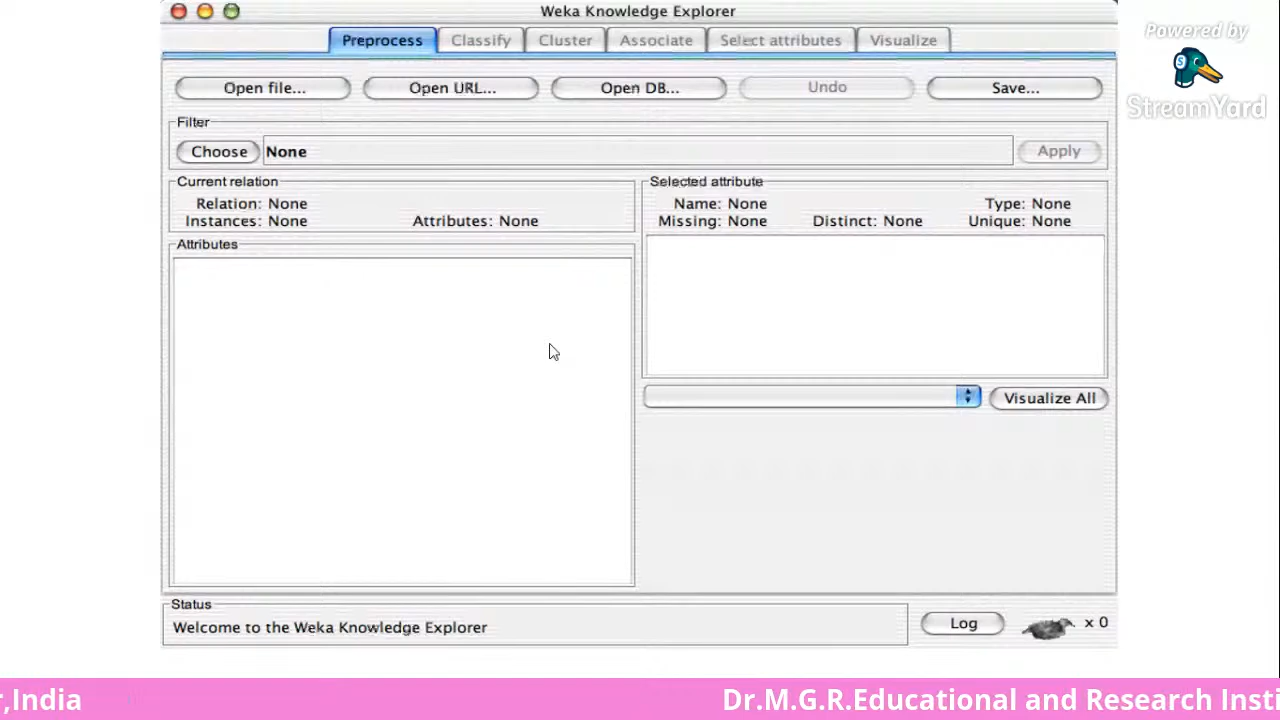 Weka Knowledge Explorer
Powered by
StreamYard
Preprocess Classify Cluster Associate Select attributes Visualize
Open file... Open URL... Open DB... Undo Save...
Filter
Choose None Apply
Current relation
Relation: None
Instances: None Attributes: None
Selected attribute
Name: None Type: None
Missing: None Distinct: None Unique: None
Attributes
Visualize All
Status
Welcome to the Weka Knowledge Explorer
Log x 0
r,India Dr.M.G.R.Educational and Research Insti